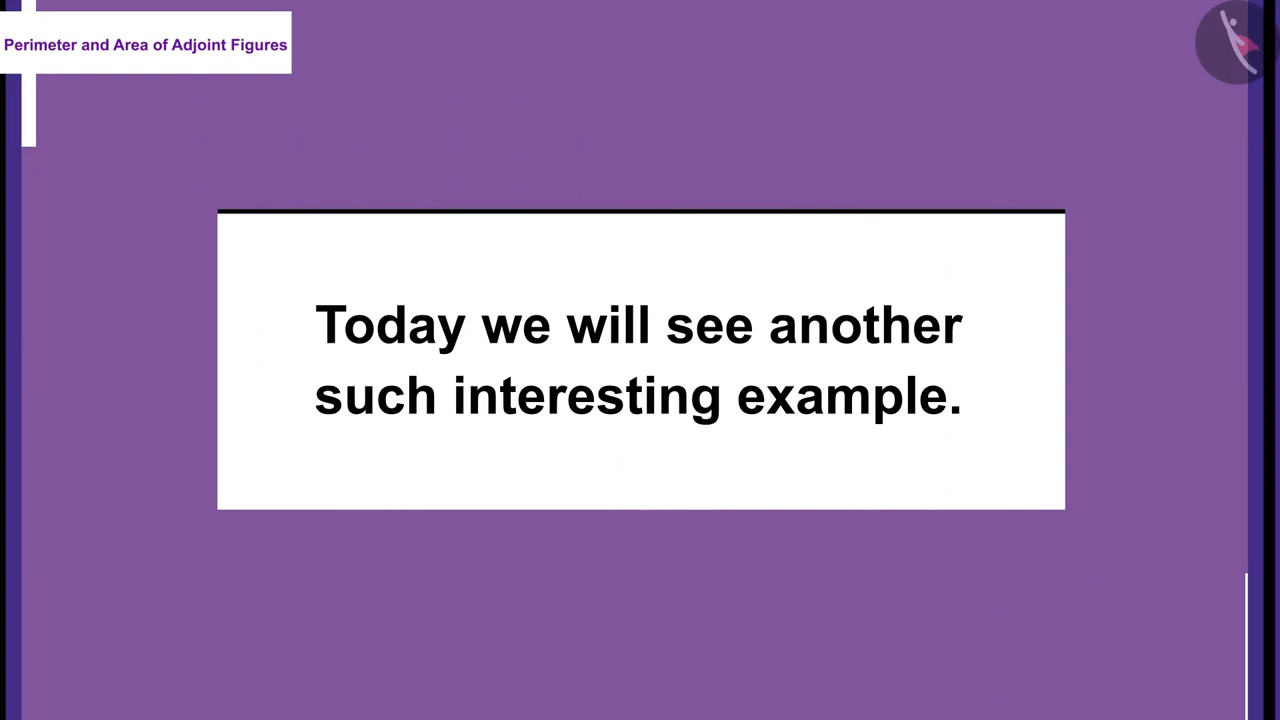 Perimeter and Area of Adjoint Figures
Today we will see another
such interesting example.